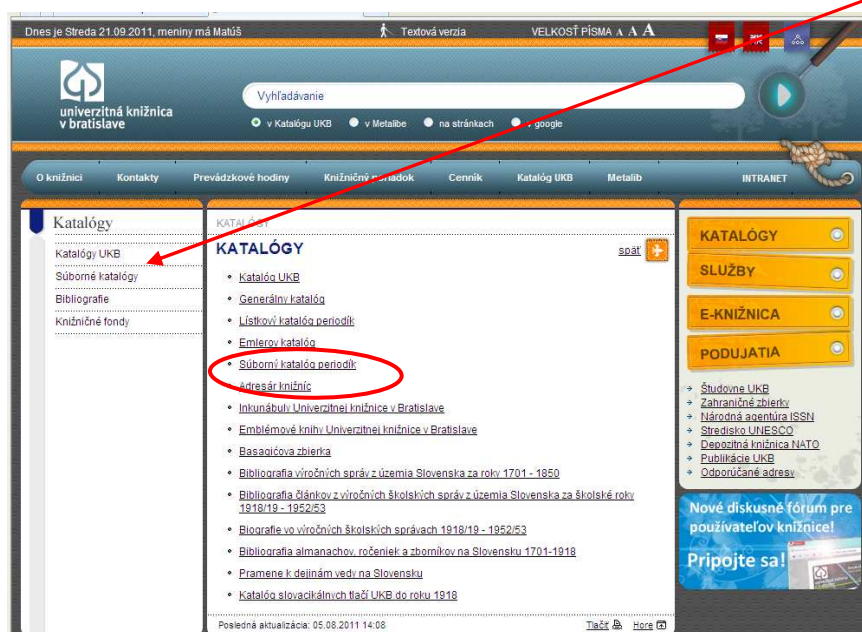 Dnes je Streda 21.09.2011, meniny má Matúš
Textová verzia
VELKOSŤ PÍSMA A A A
univerzitná knižnica
v bratislave
Vyhľadávanie
v Katalógu UKB
v Metalibe
na stránkach
v google
O knižnici
Kontakty
Prevádzkové hodiny
Knižničný poriadok
Cenník
Katalóg UKB
Metalib
INTRANET
Katalógy
Katalógy UKB
Súborné katalógy
Bibliografie
Knižničné fondy
KATALÓGY
KATALÓGY
späť
Katalóg UKB
Generálny katalóg
Lístkový katalóg periodík
Emlerov katalóg
Súborný katalóg periodík
Adresár knižníc
Inkunábuly Univerzitnej knižnice v Bratislave
Emblémové knihy Univerzitnej knižnice v Bratislave
Basagićova zbierka
Bibliografia výročných správ z územia Slovenska za roky 1701 - 1850
Bibliografia článkov z výročných školských správ z územia Slovenska za školské roky
1918/19 - 1952/53
Biografie vo výročných školských správach 1918/19 - 1952/53
Bibliografia almanachov, ročeniek a zborníkov na Slovensku 1701-1918
Pramene k dejinám vedy na Slovensku
Katalóg slovacikálnych tlačí UKB do roku 1918
Posledná aktualizácia: 05.08.2011 14:08
Tlačiť
Hore
KATALÓGY
SLUŽBY
E-KNIŽNICA
PODUJATIA
Študovne UKB
Zahraničné zbierky
Národná agentúra ISSN
Stredisko UNESCO
Depozitná knižnica NATO
Publikácie UKB
Odporúčané adresy
Nové diskusné fórum pre
používateľov knižnice!
Pripojte sa!